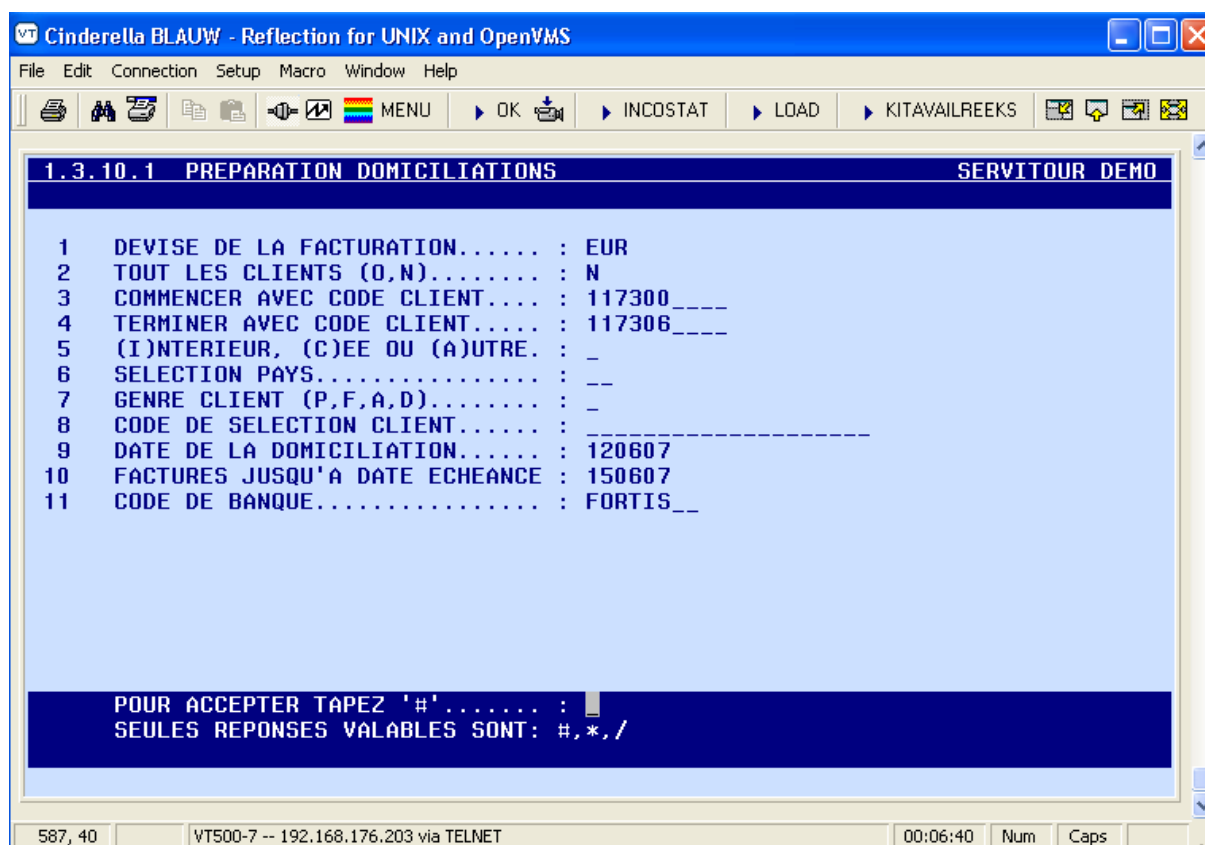 VT Cinderella BLAUW - Reflection for UNIX and OpenVMS
File Edit Connection Setup Macro Window Help
MENU OK INCOSTAT LOAD KITAVAILREEKS
1.3.10.1 PREPARATION DOMICILIATIONS SERVITOUR DEMO
1 DEVISE DE LA FACTURATION...... : EUR
2 TOUT LES CLIENTS (O,N)........ : N
3 COMMENCER AVEC CODE CLIENT.... : 117300____
4 TERMINER AVEC CODE CLIENT..... : 117306____
5 (I)NTERIEUR, (C)EE OU (A)UTRE. : _
6 SELECTION PAYS................ : __
7 GENRE CLIENT (P,F,A,D)........ : _
8 CODE DE SELECTION CLIENT...... : ____________________
9 DATE DE LA DOMICILIATION...... : 120607
10 FACTURES JUSQU'A DATE ECHEANCE : 150607
11 CODE DE BANQUE................ : FORTIS__
POUR ACCEPTER TAPEZ '#'....... : _
SEULES REPONSES VALABLES SONT: #,*,/
587, 40 VT500-7 -- 192.168.176.203 via TELNET 00:06:40 Num Caps